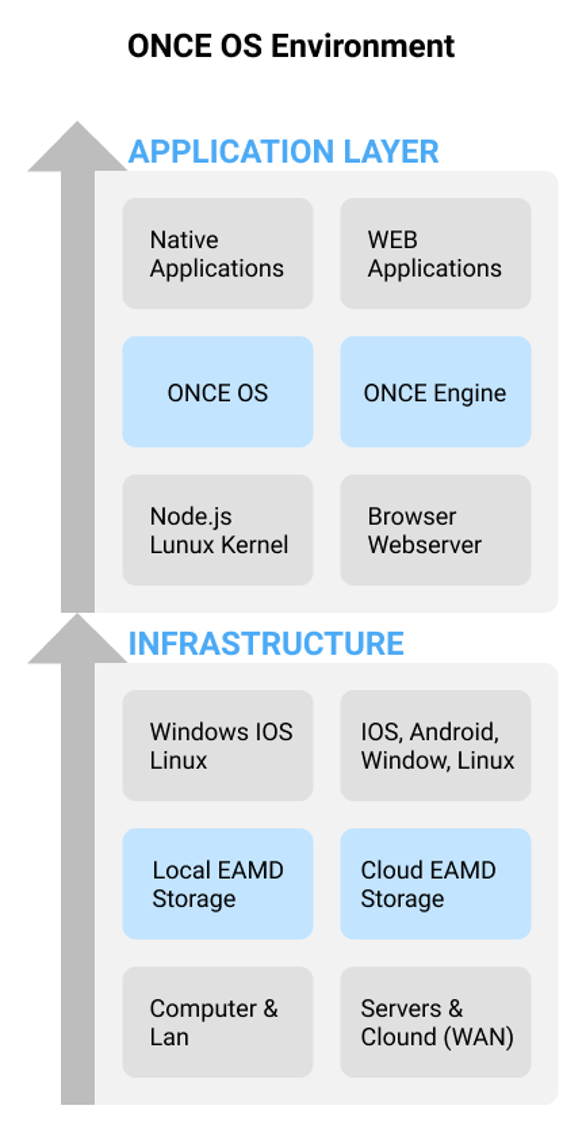 ONCE OS Environment
APPLICATION LAYER
Native
Applications
WEB
Applications
ONCE OS
ONCE Engine
Node.js
Lunux Kernel
Browser
Webserver
INFRASTRUCTURE
Windows IOS
Linux
IOS, Android,
Window, Linux
Local EAMD
Storage
Cloud EAMD
Storage
Computer &
Lan
Servers &
Clound (WAN)